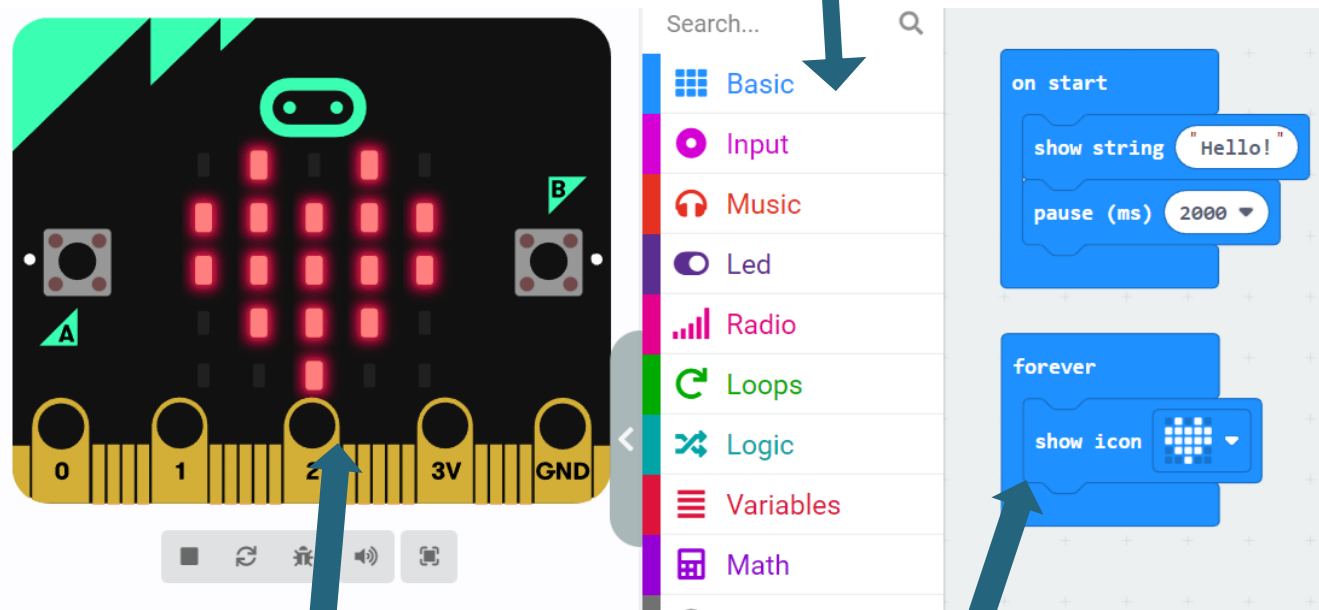 B
A
0
1
2
3V
GND
Search...
Basic
Input
Music
Led
Radio
Loops
Logic
Variables
Math
on start
show string "Hello!"
pause (ms) 2000
forever
show icon